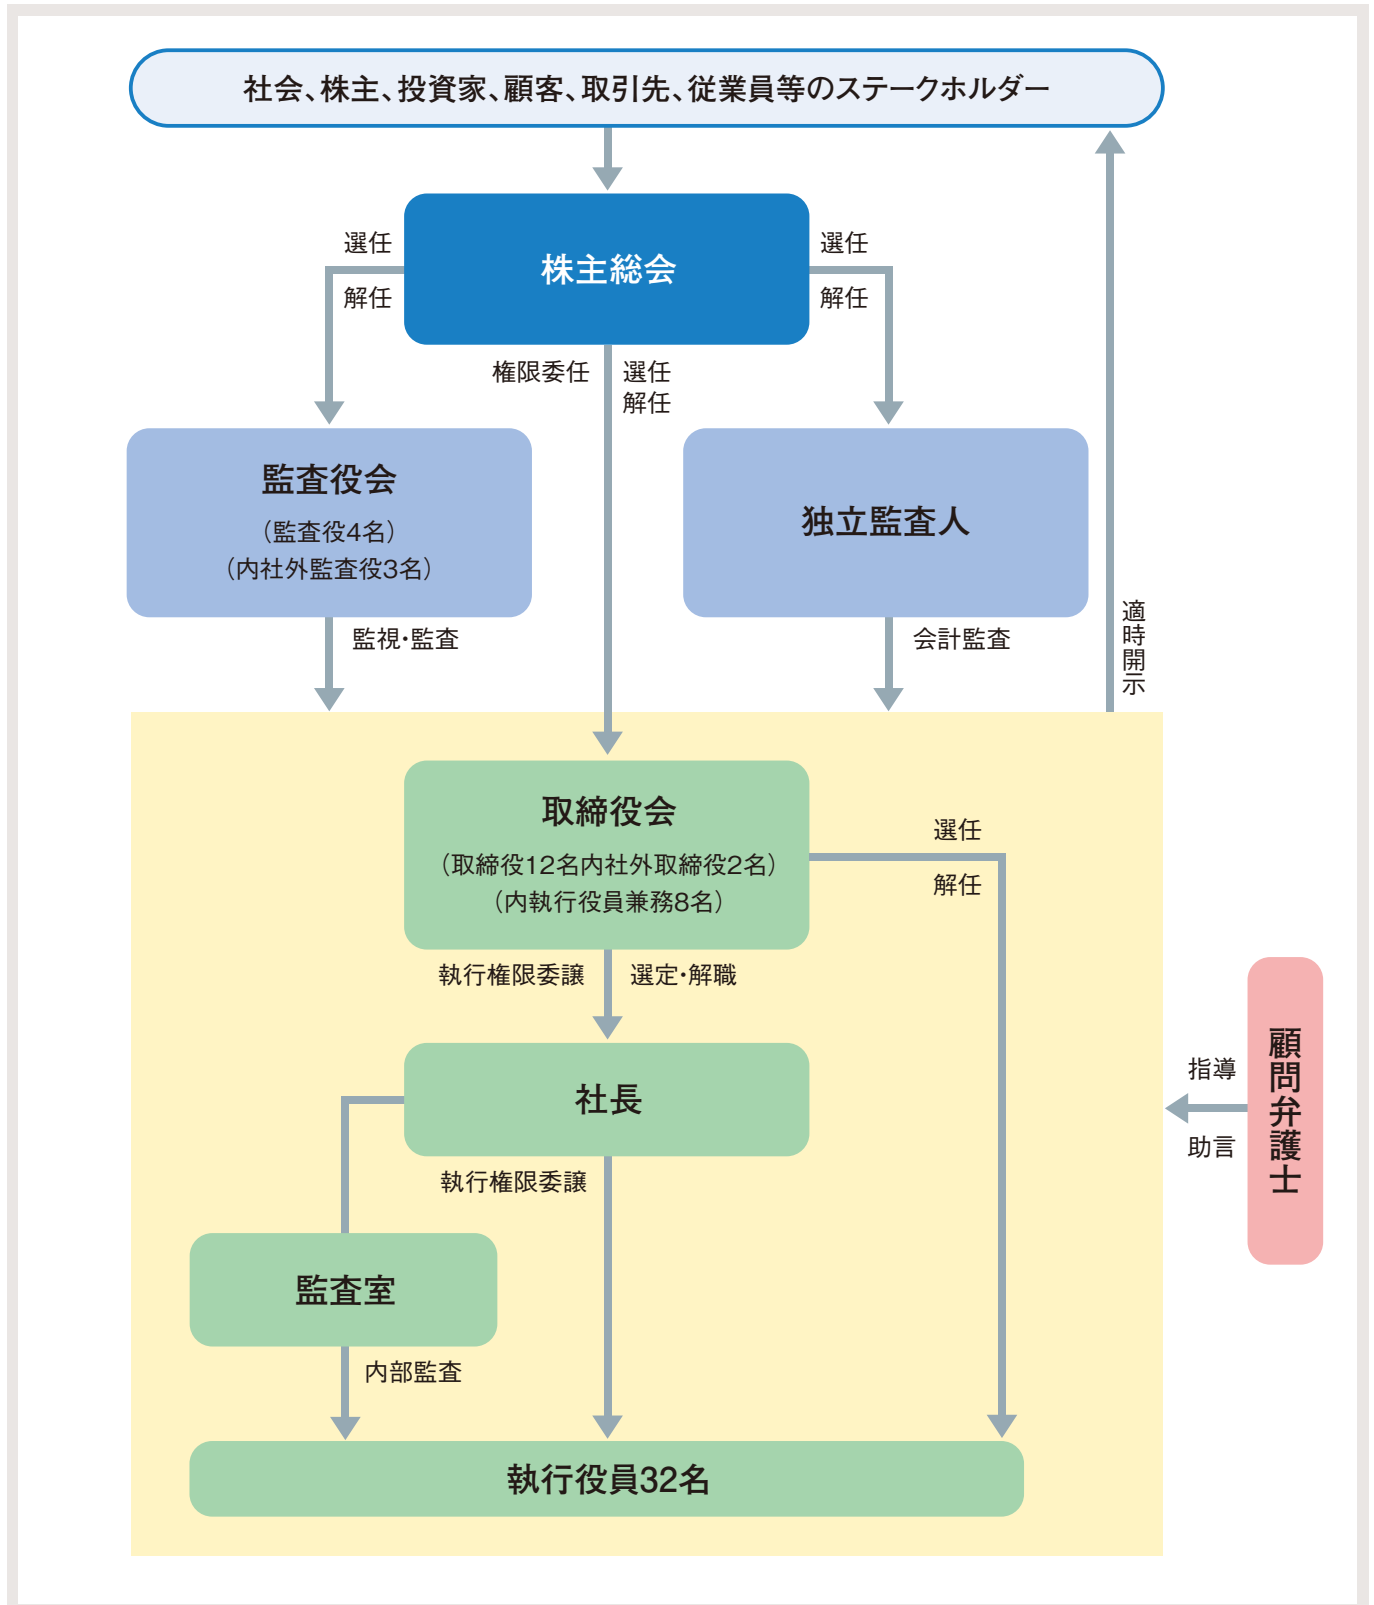 社会、株主、投資家、顧客、取引先、従業員等のステークホルダー
株主総会
選任
解任
選任
解任
権限委任
選任
解任
監査役会
（監査役4名）
（内社外監査役3名）
独立監査人
監視・監査
会計監査
適時開示
取締役会
（取締役12名内社外取締役2名）
（内執行役員兼務8名）
選任
解任
執行権限委譲
選定・解職
社長
執行権限委譲
指導
助言
顧問弁護士
監査室
内部監査
執行役員32名